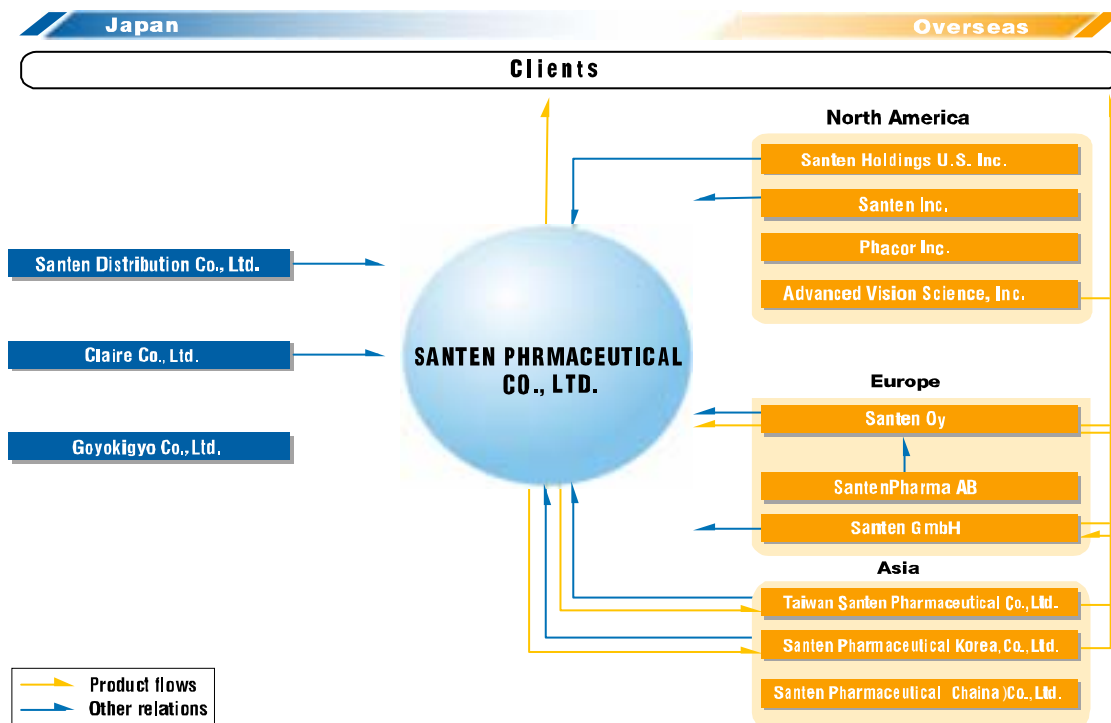 Japan
Overseas
Clients
North America
Santen Holdings U.S. Inc.
Santen Inc.
Phacor Inc.
Advanced Vision Science, Inc.
Santen Distribution Co., Ltd.
Claire Co., Ltd.
Goyokigyo Co., Ltd.
SANTEN PHRMACEUTICAL
CO., LTD.
Europe
Santen Oy
SantenPharma AB
Santen GmbH
Asia
Taiwan Santen Pharmaceutical Co., Ltd.
Santen Pharmaceutical Korea, Co., Ltd.
Santen Pharmaceutical Chaina)Co., Ltd.
Product flows
Other relations